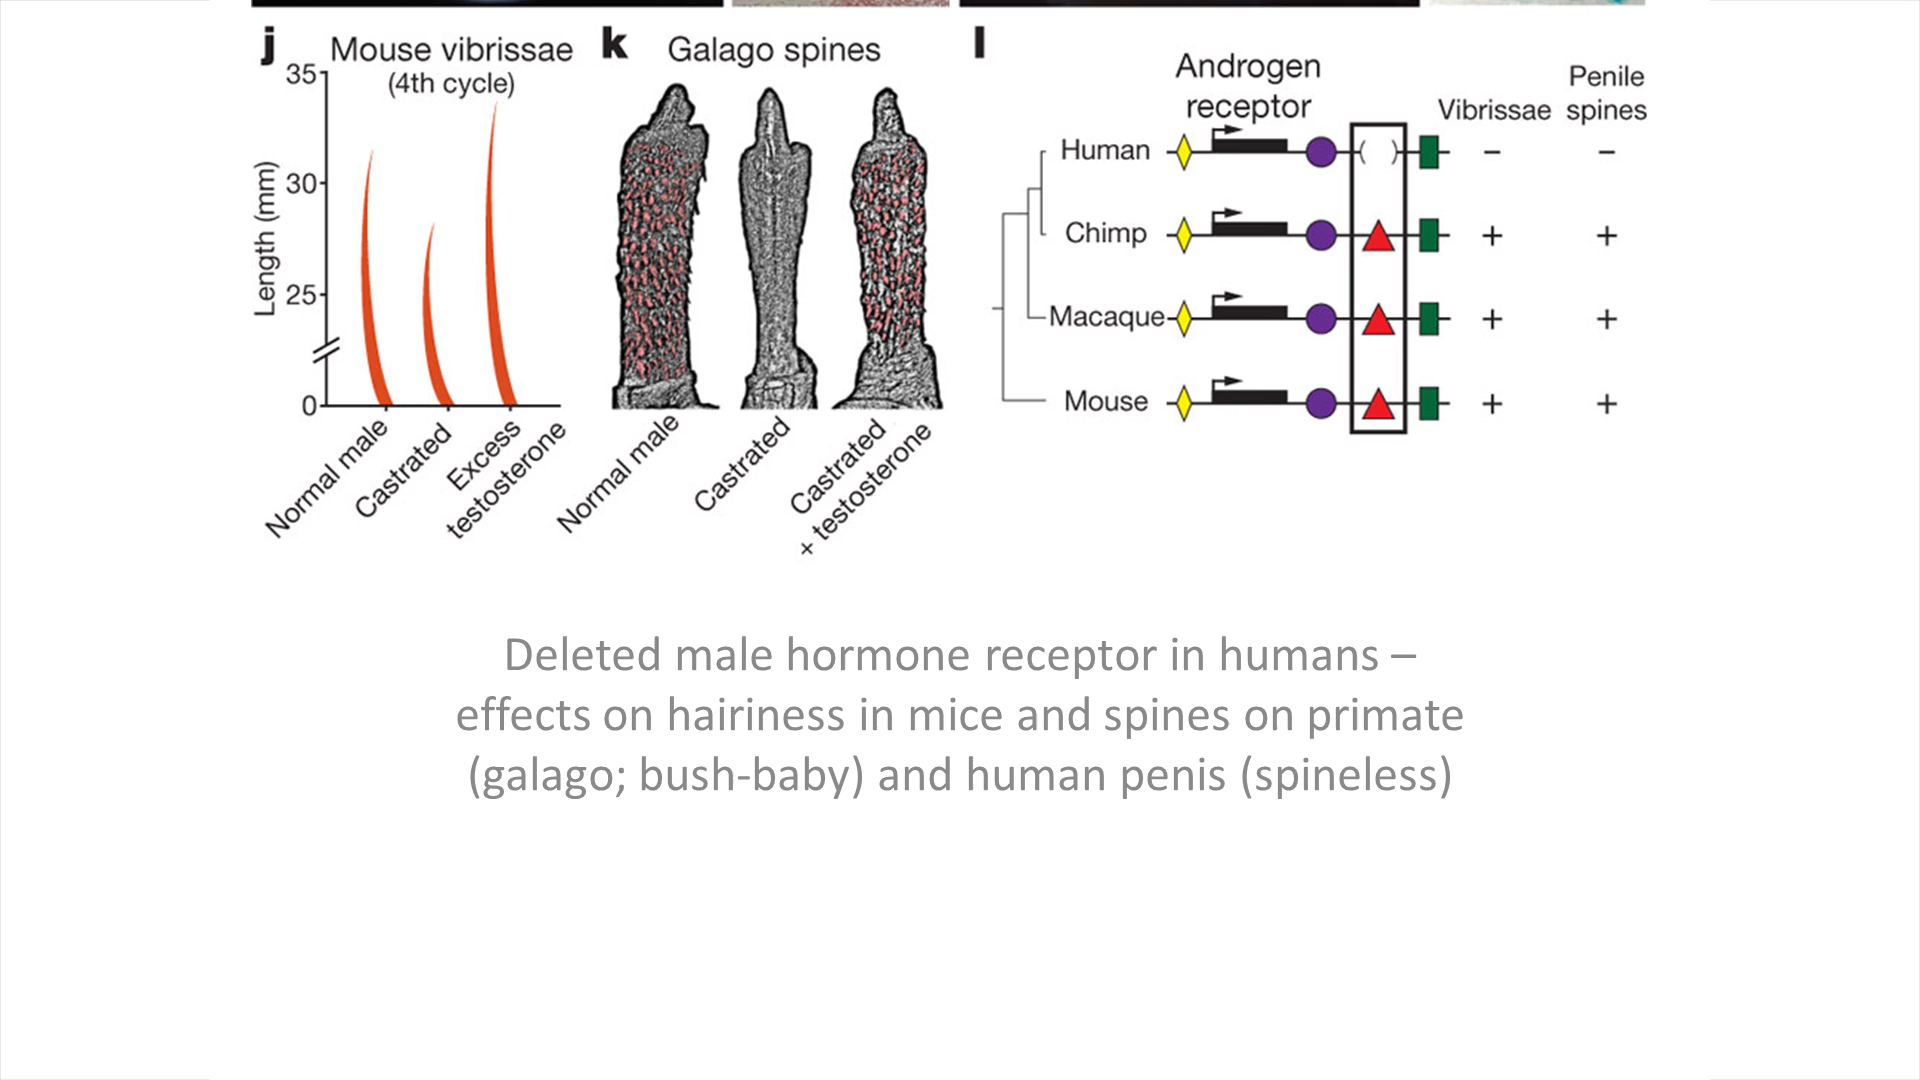 j Mouse vibrissae
(4th cycle)
Length (mm)
35
30
25
0
Normal male
Castrated
Excess
testosterone
k Galago spines
Normal male
Castrated
Castrated
+ testosterone
l
Androgen
receptor
Vibrissae
Penile
spines
Human ( ) – –
Chimp + +
Macaque + +
Mouse + +
Deleted male hormone receptor in humans –
effects on hairiness in mice and spines on primate
(galago; bush-baby) and human penis (spineless)